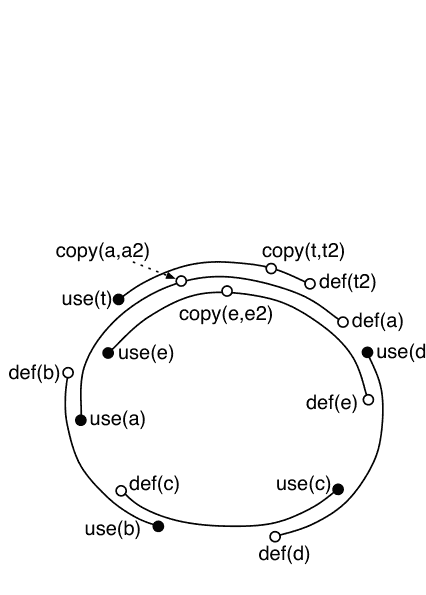 copy(a,a2)
copy(t,t2)
def(t2)
use(t)
copy(e,e2)
def(a)
use(e)
use(d
def(b)
def(e)
use(a)
def(c)
use(c)
use(b)
def(d)